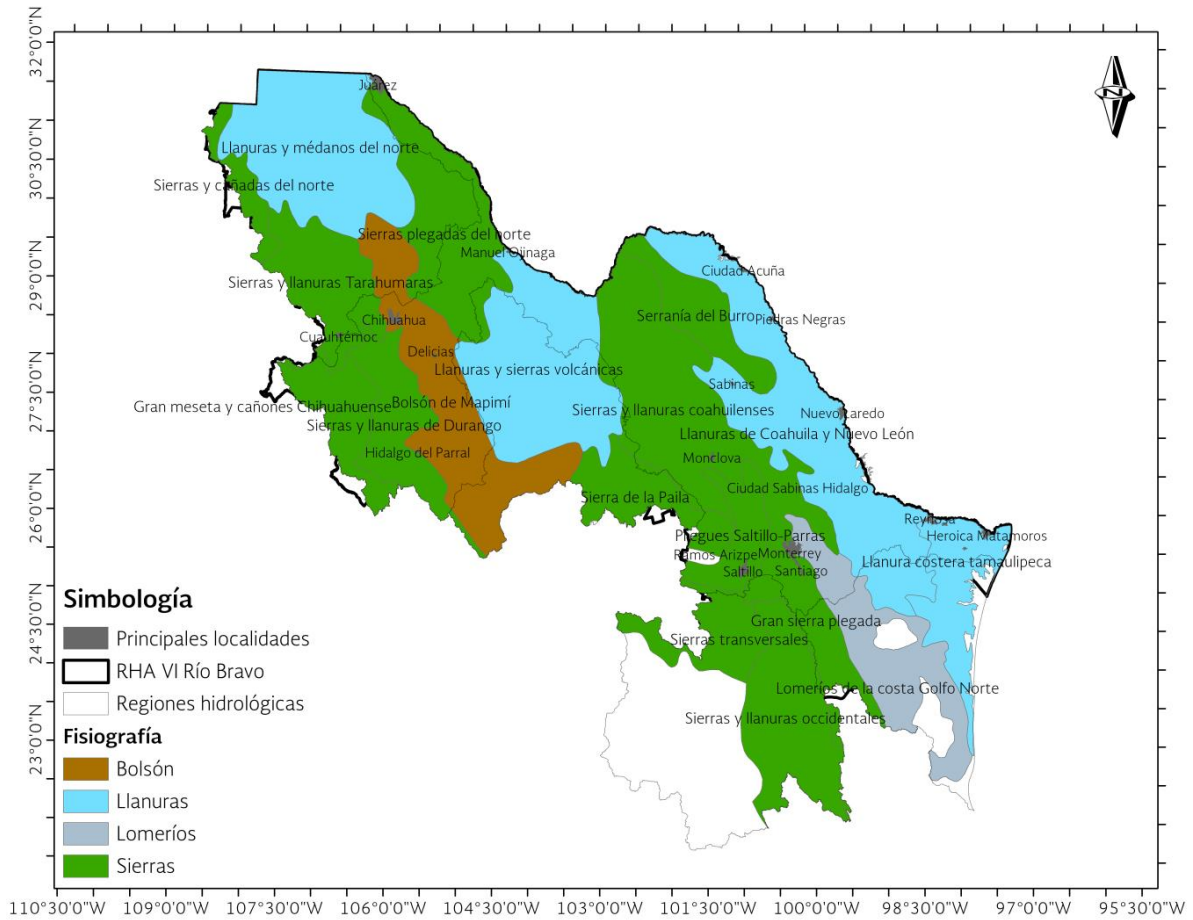 32°0'0"N
30°30'0"N
29°0'0"N
27°30'0"N
26°0'0"N
24°30'0"N
23°0'0"N
N
Juárez
Llanuras y médanos del norte
Sierras y cañadas del norte
Sierras plegadas del norte
Manuel Ojinaga
Ciudad Acuña
Sierras y llanuras Tarahumaras
Serranía del Burro
Piedras Negras
Chihuahua
Cuauhtémoc
Delicias
Llanuras y sierras volcánicas
Sabinas
Bolsón de Mapimí
Gran meseta y cañones Chihuahuense
Sierras y llanuras coahuilenses
Nuevo Laredo
Sierras y llanuras de Durango
Llanuras de Coahuila y Nuevo León
Hidalgo del Parral
Monclova
Ciudad Sabinas Hidalgo
Sierra de la Paila
Reynosa
Pliegues Saltillo-Parras
Heroica Matamoros
Ramos Arizpe
Monterrey
Llanura costera tamaulipeca
Saltillo
Santiago
Gran sierra plegada
Sierras transversales
Lomeríos de la costa Golfo Norte
Sierras y llanuras occidentales
Simbología
Principales localidades
RHA VI Río Bravo
Regiones hidrológicas
Fisiografía
Bolsón
Llanuras
Lomeríos
Sierras
110°30'0"W 109°0'0"W 107°30'0"W 106°0'0"W 104°30'0"W 103°0'0"W 101°30'0"W 100°0'0"W 98°30'0"W 97°0'0"W 95°30'0"W